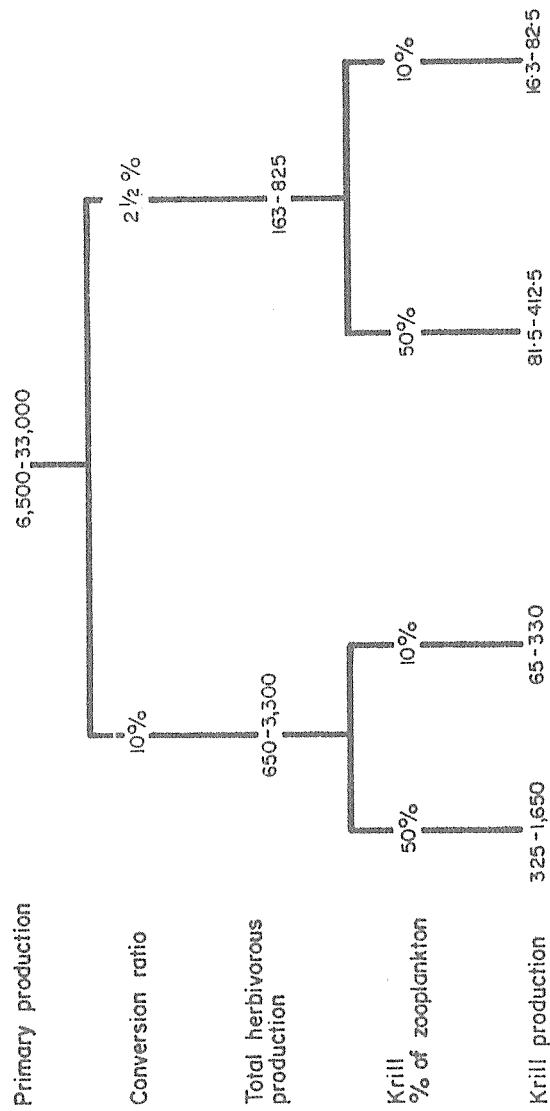 Primary production
6,500-33,000
Conversion ratio
10%
2 1/2 %
Total herbivorous
production
650-3,300
163-825
Krill
% of zooplankton
50%
10%
50%
10%
Krill production
325-1,650
65-330
81·5-412·5
16·3-82·5